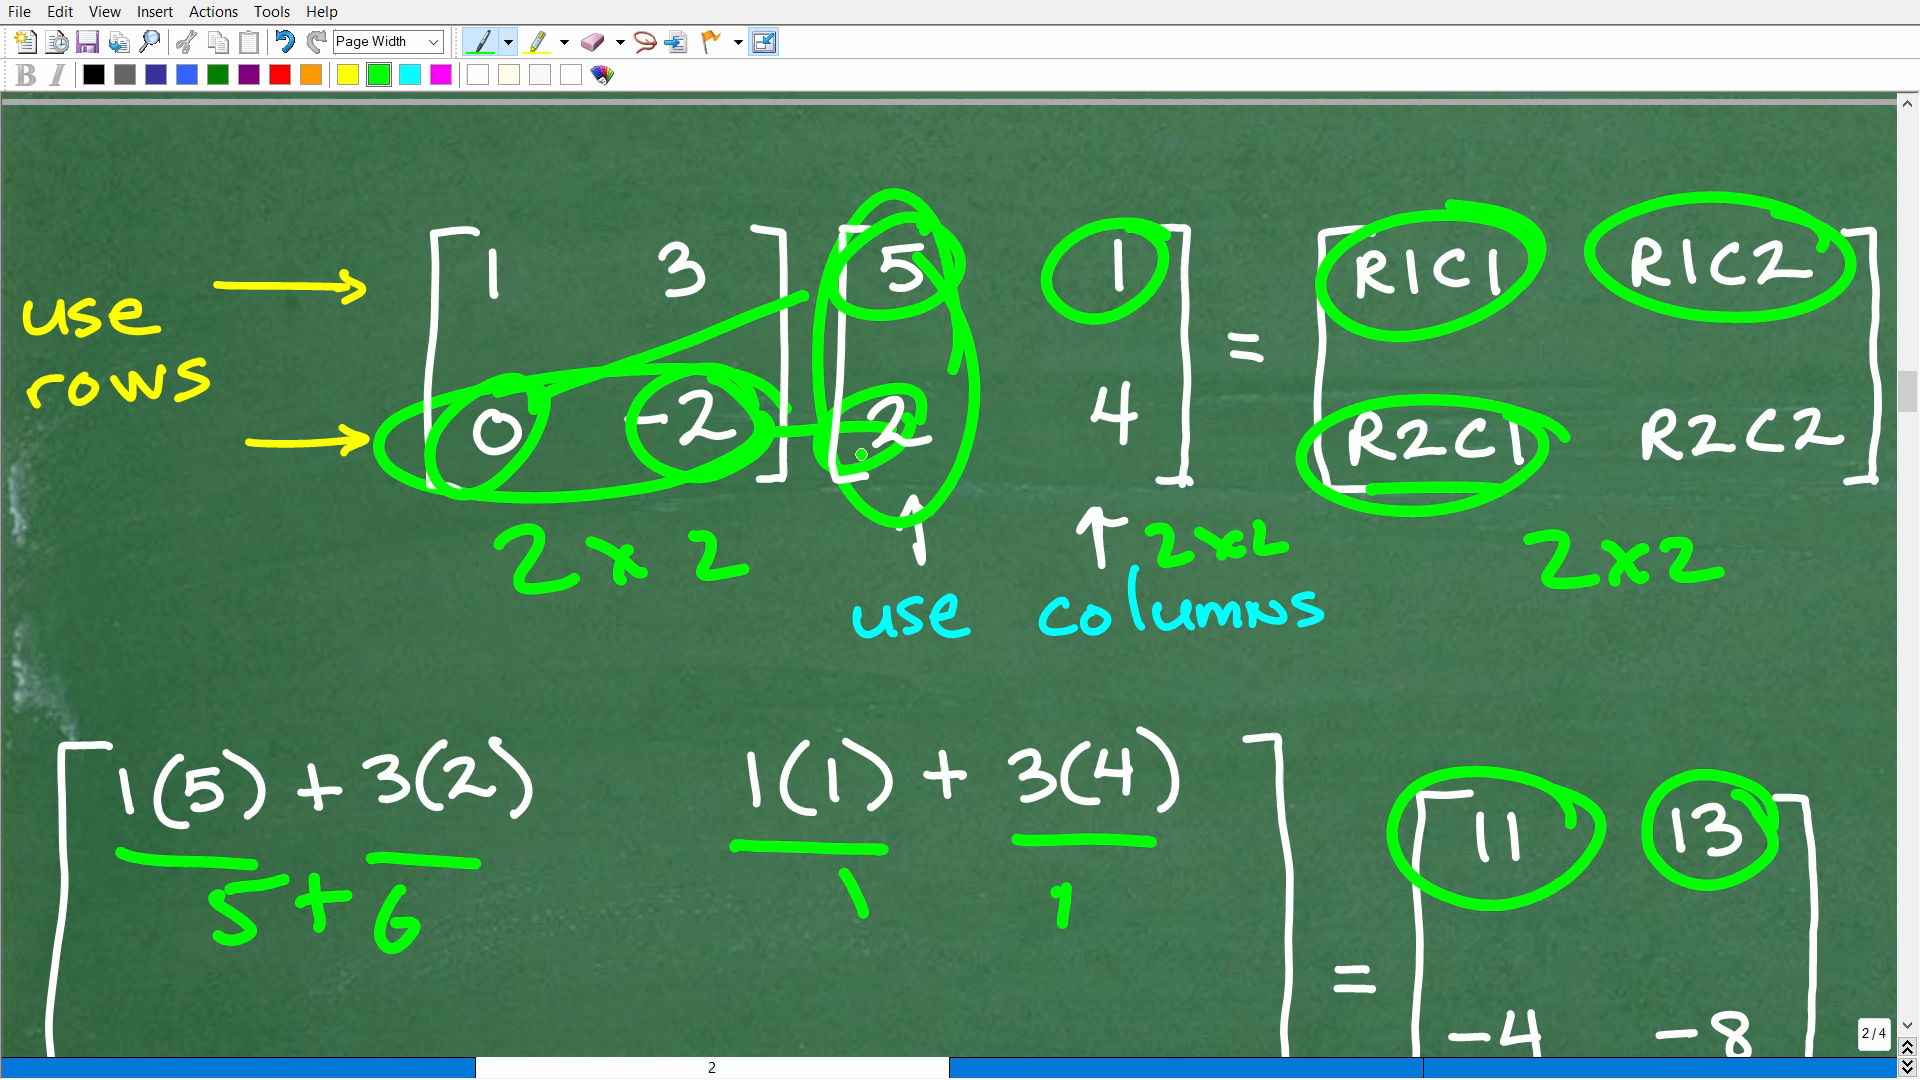 File Edit View Insert Actions Tools Help
Page Width
B I
1 3 5 1 = R1C1 R1C2
use
rows
0 -2 2 4 R2C1 R2C2
2x2 2x2 2x2
use columns
1(5) + 3(2) 1(1) + 3(4) 11 13
5+6 1 1
=
-4 -8
2 / 4
2